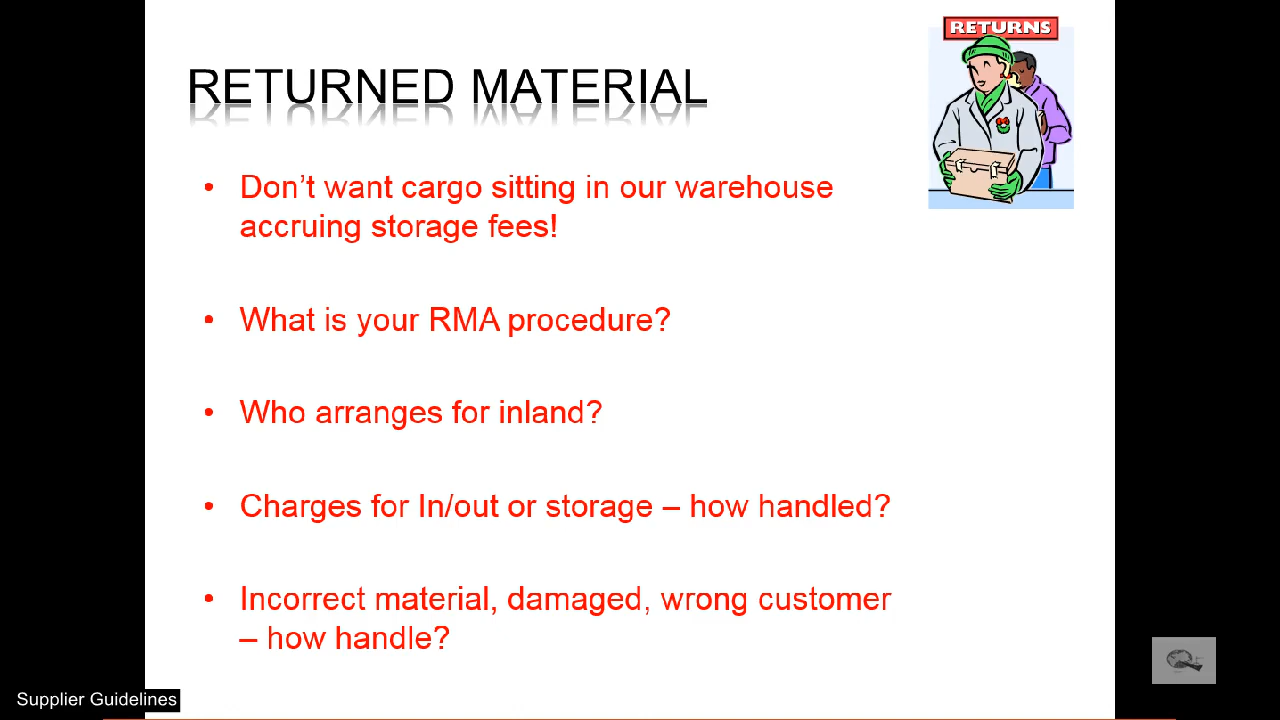 RETURNS
RETURNED MATERIAL
• Don’t want cargo sitting in our warehouse
accruing storage fees!
• What is your RMA procedure?
• Who arranges for inland?
• Charges for In/out or storage – how handled?
• Incorrect material, damaged, wrong customer
– how handle?
Supplier Guidelines